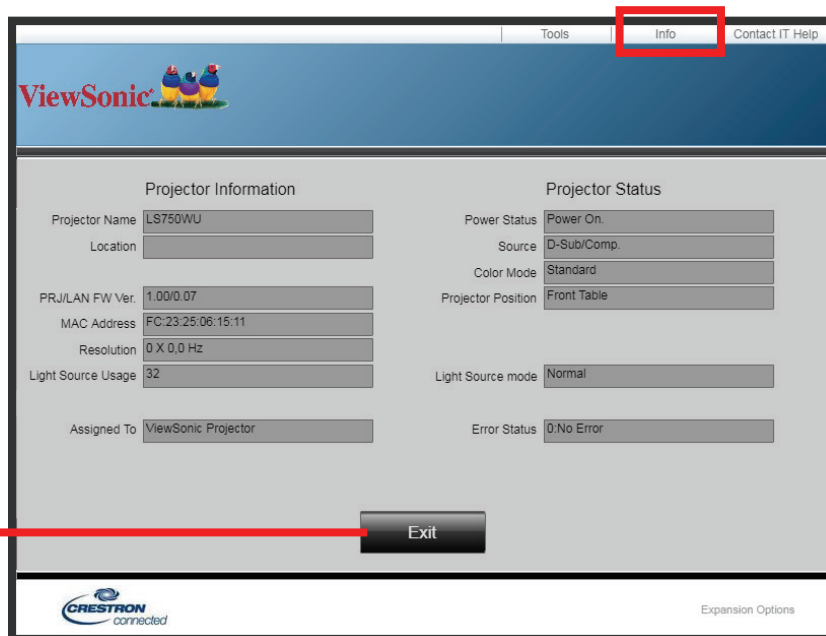 Tools
Info
Contact IT Help
ViewSonic
Projector Information
Projector Name LS750WU
Location
PRJ/LAN FW Ver. 1.00/0.07
MAC Address FC:23:25:06:15:11
Resolution 0 X 0,0 Hz
Light Source Usage 32
Assigned To ViewSonic Projector
Projector Status
Power Status Power On.
Source D-Sub/Comp.
Color Mode Standard
Projector Position Front Table
Light Source mode Normal
Error Status 0:No Error
Exit
CRESTRON
connected
Expansion Options